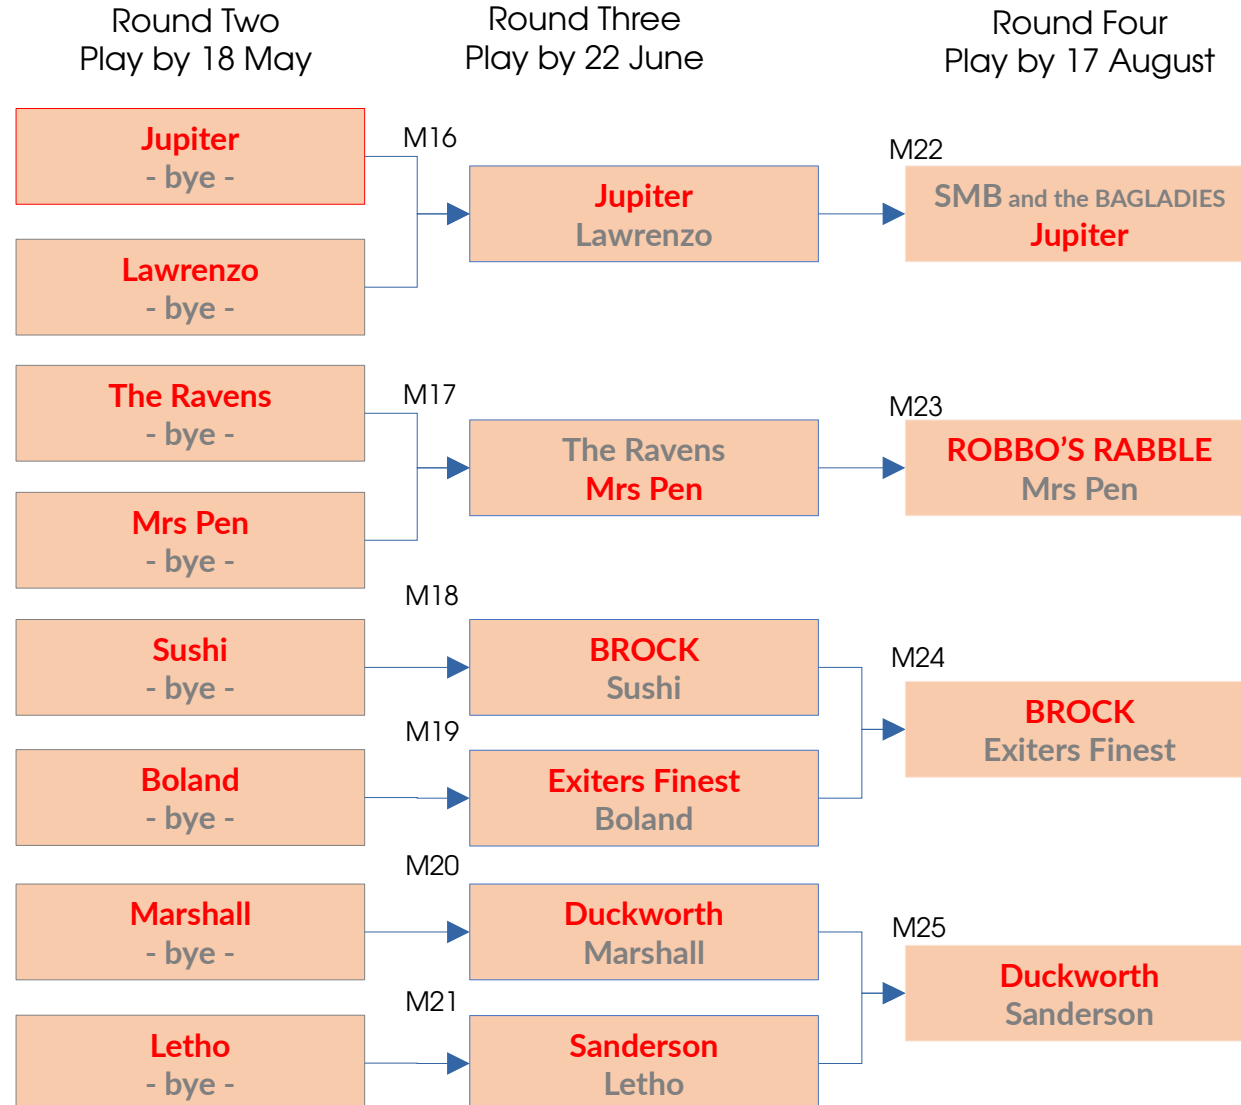 Round Two
Play by 18 May
Round Three
Play by 22 June
Round Four
Play by 17 August
Jupiter
- bye -
Lawrenzo
- bye -
The Ravens
- bye -
Mrs Pen
- bye -
Sushi
- bye -
Boland
- bye -
Marshall
- bye -
Letho
- bye -
M16
Jupiter
Lawrenzo
M17
The Ravens
Mrs Pen
M18
BROCK
Sushi
M19
Exiters Finest
Boland
M20
Duckworth
Marshall
M21
Sanderson
Letho
M22
SMB and the BAGLADIES
Jupiter
M23
ROBBO’S RABBLE
Mrs Pen
M24
BROCK
Exiters Finest
M25
Duckworth
Sanderson